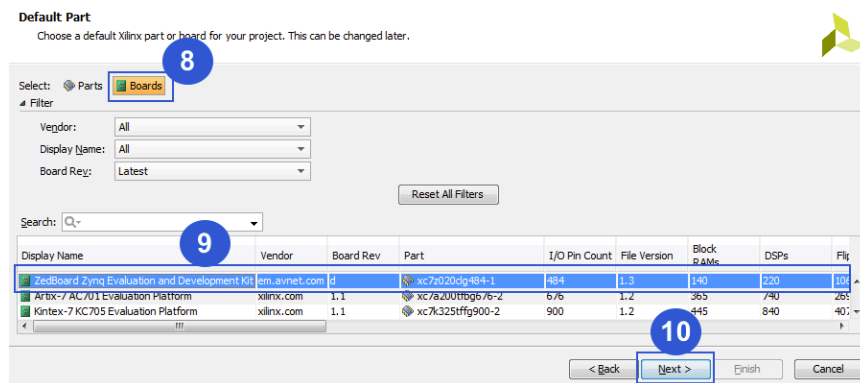 Default Part
Choose a default Xilinx part or board for your project. This can be changed later.
8
Select: Parts Boards
Filter
Vendor: All
Display Name: All
Board Rev: Latest
Reset All Filters
Search:
9
Display Name Vendor Board Rev Part I/O Pin Count File Version Block RAMs DSPs Flip
ZedBoard Zynq Evaluation and Development Kit em.avnet.com d xc7z020clg484-1 484 1.3 140 220 106
Artix-7 AC701 Evaluation Platform xilinx.com 1.1 xc7a200tfbg676-2 676 1.2 365 740 269
Kintex-7 KC705 Evaluation Platform xilinx.com 1.1 xc7k325tffg900-2 900 1.2 445 840 407
10
< Back Next > Finish Cancel